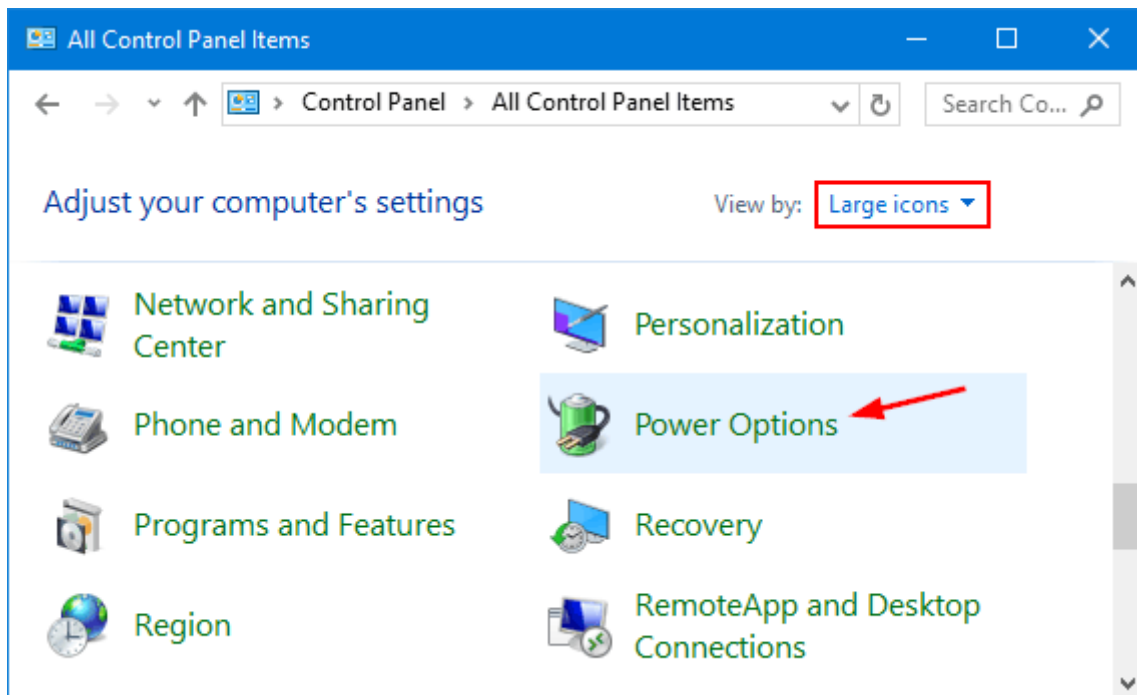 All Control Panel Items
Control Panel > All Control Panel Items
Search Co...
Adjust your computer's settings
View by: Large icons
Network and Sharing
Center
Personalization
Phone and Modem
Power Options
Programs and Features
Recovery
Region
RemoteApp and Desktop
Connections